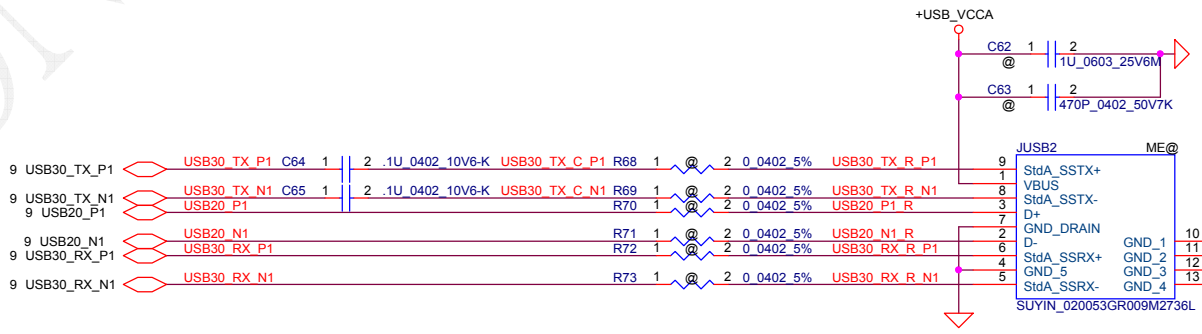 +USB_VCCA
C62 1 2
@ 1U_0603_25V6M
C63 1 2
@ 470P_0402_50V7K
JUSB2 ME@
9 USB30_TX_P1 USB30_TX_P1 C64 1 2 .1U_0402_10V6-K USB30_TX_C_P1 R68 1 @ 2 0_0402_5% USB30_TX_R_P1 9 StdA_SSTX+
1 VBUS
9 USB30_TX_N1 USB30_TX_N1 C65 1 2 .1U_0402_10V6-K USB30_TX_C_N1 R69 1 @ 2 0_0402_5% USB30_TX_R_N1 8 StdA_SSTX-
9 USB20_P1 USB20_P1 R70 1 @ 2 0_0402_5% USB20_P1_R 3 D+
7 GND_DRAIN
9 USB20_N1 USB20_N1 R71 1 @ 2 0_0402_5% USB20_N1_R 2 D- GND_1 10
9 USB30_RX_P1 USB30_RX_P1 R72 1 @ 2 0_0402_5% USB30_RX_R_P1 6 StdA_SSRX+ GND_2 11
4 GND_5 GND_3 12
9 USB30_RX_N1 USB30_RX_N1 R73 1 @ 2 0_0402_5% USB30_RX_R_N1 5 StdA_SSRX- GND_4 13
SUYIN_020053GR009M2736L